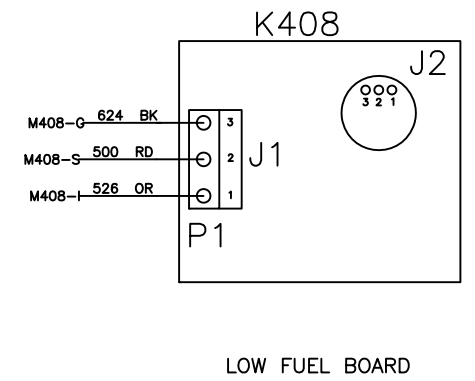 K408
J2
3 2 1
M408-G 624 BK 3
M408-S 500 RD 2
J1
M408-I 526 OR 1
P1
LOW FUEL BOARD